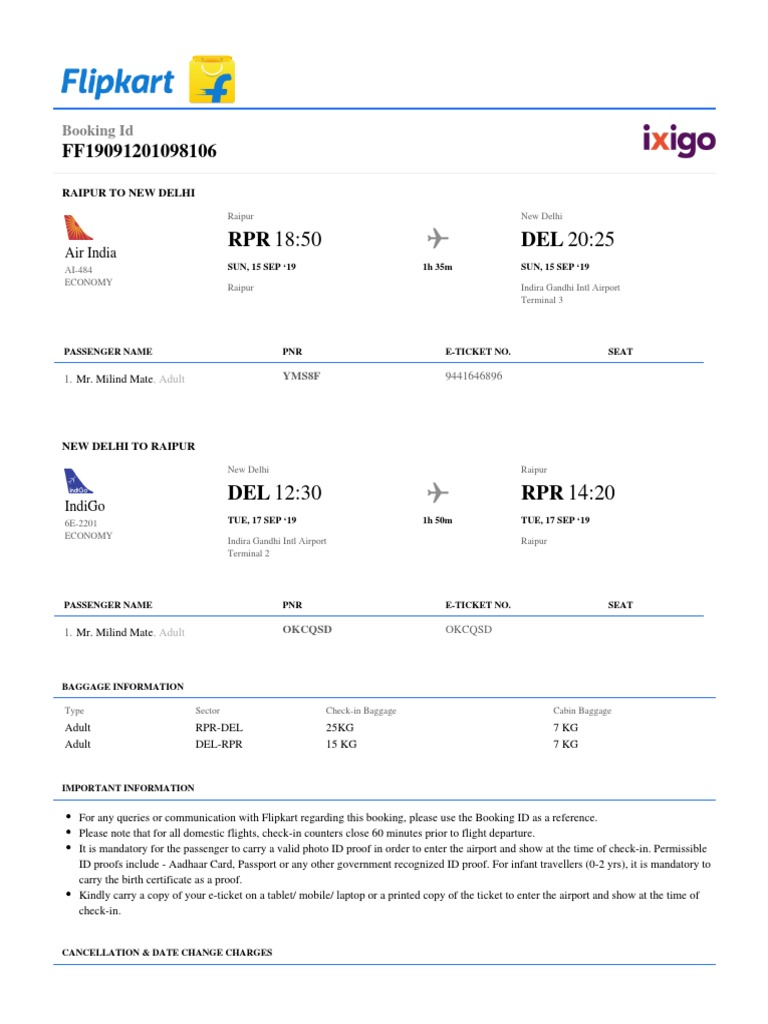 Flipkart
Booking Id
FF19091201098106
ixigo
RAIPUR TO NEW DELHI
Raipur
New Delhi
RPR 18:50
DEL 20:25
Air India
AI-484
ECONOMY
SUN, 15 SEP ‘19
1h 35m
SUN, 15 SEP ‘19
Raipur
Indira Gandhi Intl Airport
Terminal 3
PASSENGER NAME PNR E-TICKET NO. SEAT
1. Mr. Milind Mate, Adult YMS8F 9441646896
NEW DELHI TO RAIPUR
New Delhi
Raipur
DEL 12:30
RPR 14:20
IndiGo
IndiGo
6E-2201
ECONOMY
TUE, 17 SEP ‘19
1h 50m
TUE, 17 SEP ‘19
Indira Gandhi Intl Airport
Terminal 2
Raipur
PASSENGER NAME PNR E-TICKET NO. SEAT
1. Mr. Milind Mate, Adult OKCQSD OKCQSD
BAGGAGE INFORMATION
Type Sector Check-in Baggage Cabin Baggage
Adult RPR-DEL 25KG 7 KG
Adult DEL-RPR 15 KG 7 KG
IMPORTANT INFORMATION
• For any queries or communication with Flipkart regarding this booking, please use the Booking ID as a reference.
• Please note that for all domestic flights, check-in counters close 60 minutes prior to flight departure.
• It is mandatory for the passenger to carry a valid photo ID proof in order to enter the airport and show at the time of check-in. Permissible
ID proofs include - Aadhaar Card, Passport or any other government recognized ID proof. For infant travellers (0-2 yrs), it is mandatory to
carry the birth certificate as a proof.
• Kindly carry a copy of your e-ticket on a tablet/ mobile/ laptop or a printed copy of the ticket to enter the airport and show at the time of
check-in.
CANCELLATION & DATE CHANGE CHARGES